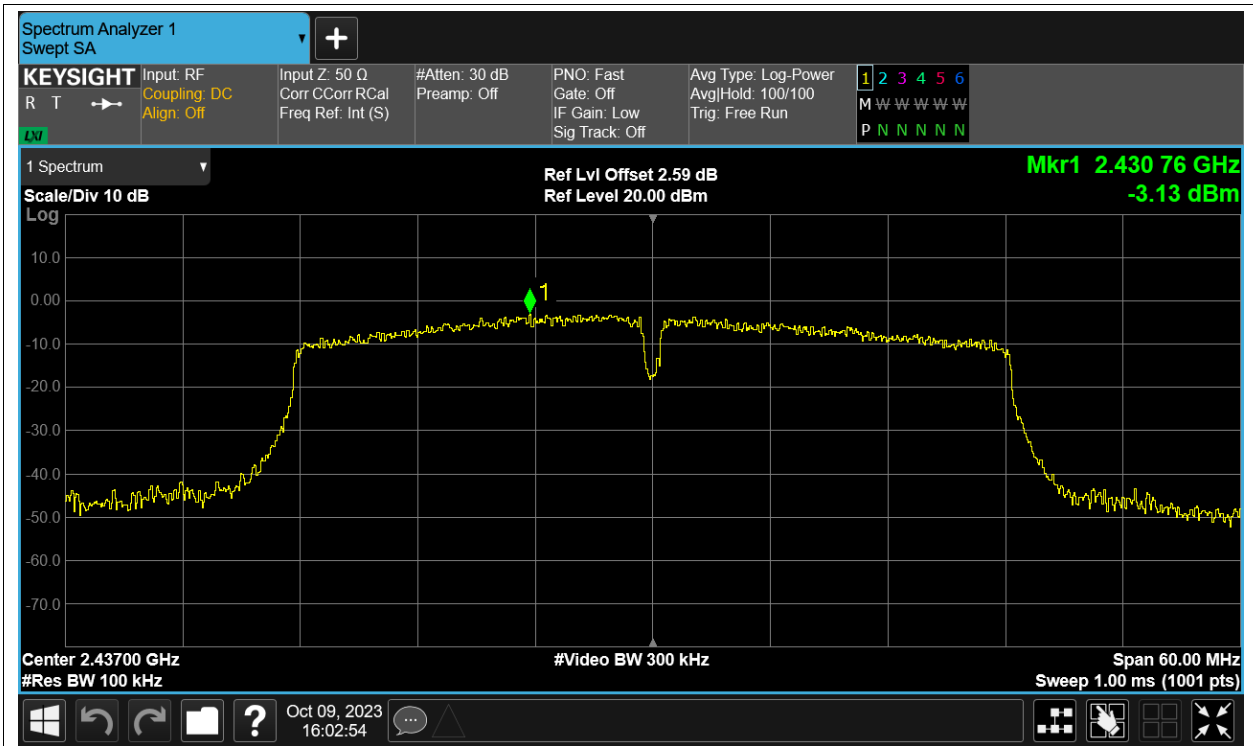 Spectrum Analyzer 1
Swept SA
KEYSIGHT
R T
LXI
Input: RF
Coupling: DC
Align: Off
Input Z: 50 Ω
Corr CCorr RCal
Freq Ref: Int (S)
#Atten: 30 dB
Preamp: Off
PNO: Fast
Gate: Off
IF Gain: Low
Sig Track: Off
Avg Type: Log-Power
Avg|Hold: 100/100
Trig: Free Run
1 2 3 4 5 6
M W W W W W
P N N N N N
1 Spectrum
Scale/Div 10 dB
Log
Ref Lvl Offset 2.59 dB
Ref Level 20.00 dBm
Mkr1 2.430 76 GHz
-3.13 dBm
10.0
0.00
-10.0
-20.0
-30.0
-40.0
-50.0
-60.0
-70.0
1
Center 2.43700 GHz
#Res BW 100 kHz
#Video BW 300 kHz
Span 60.00 MHz
Sweep 1.00 ms (1001 pts)
?
Oct 09, 2023
16:02:54